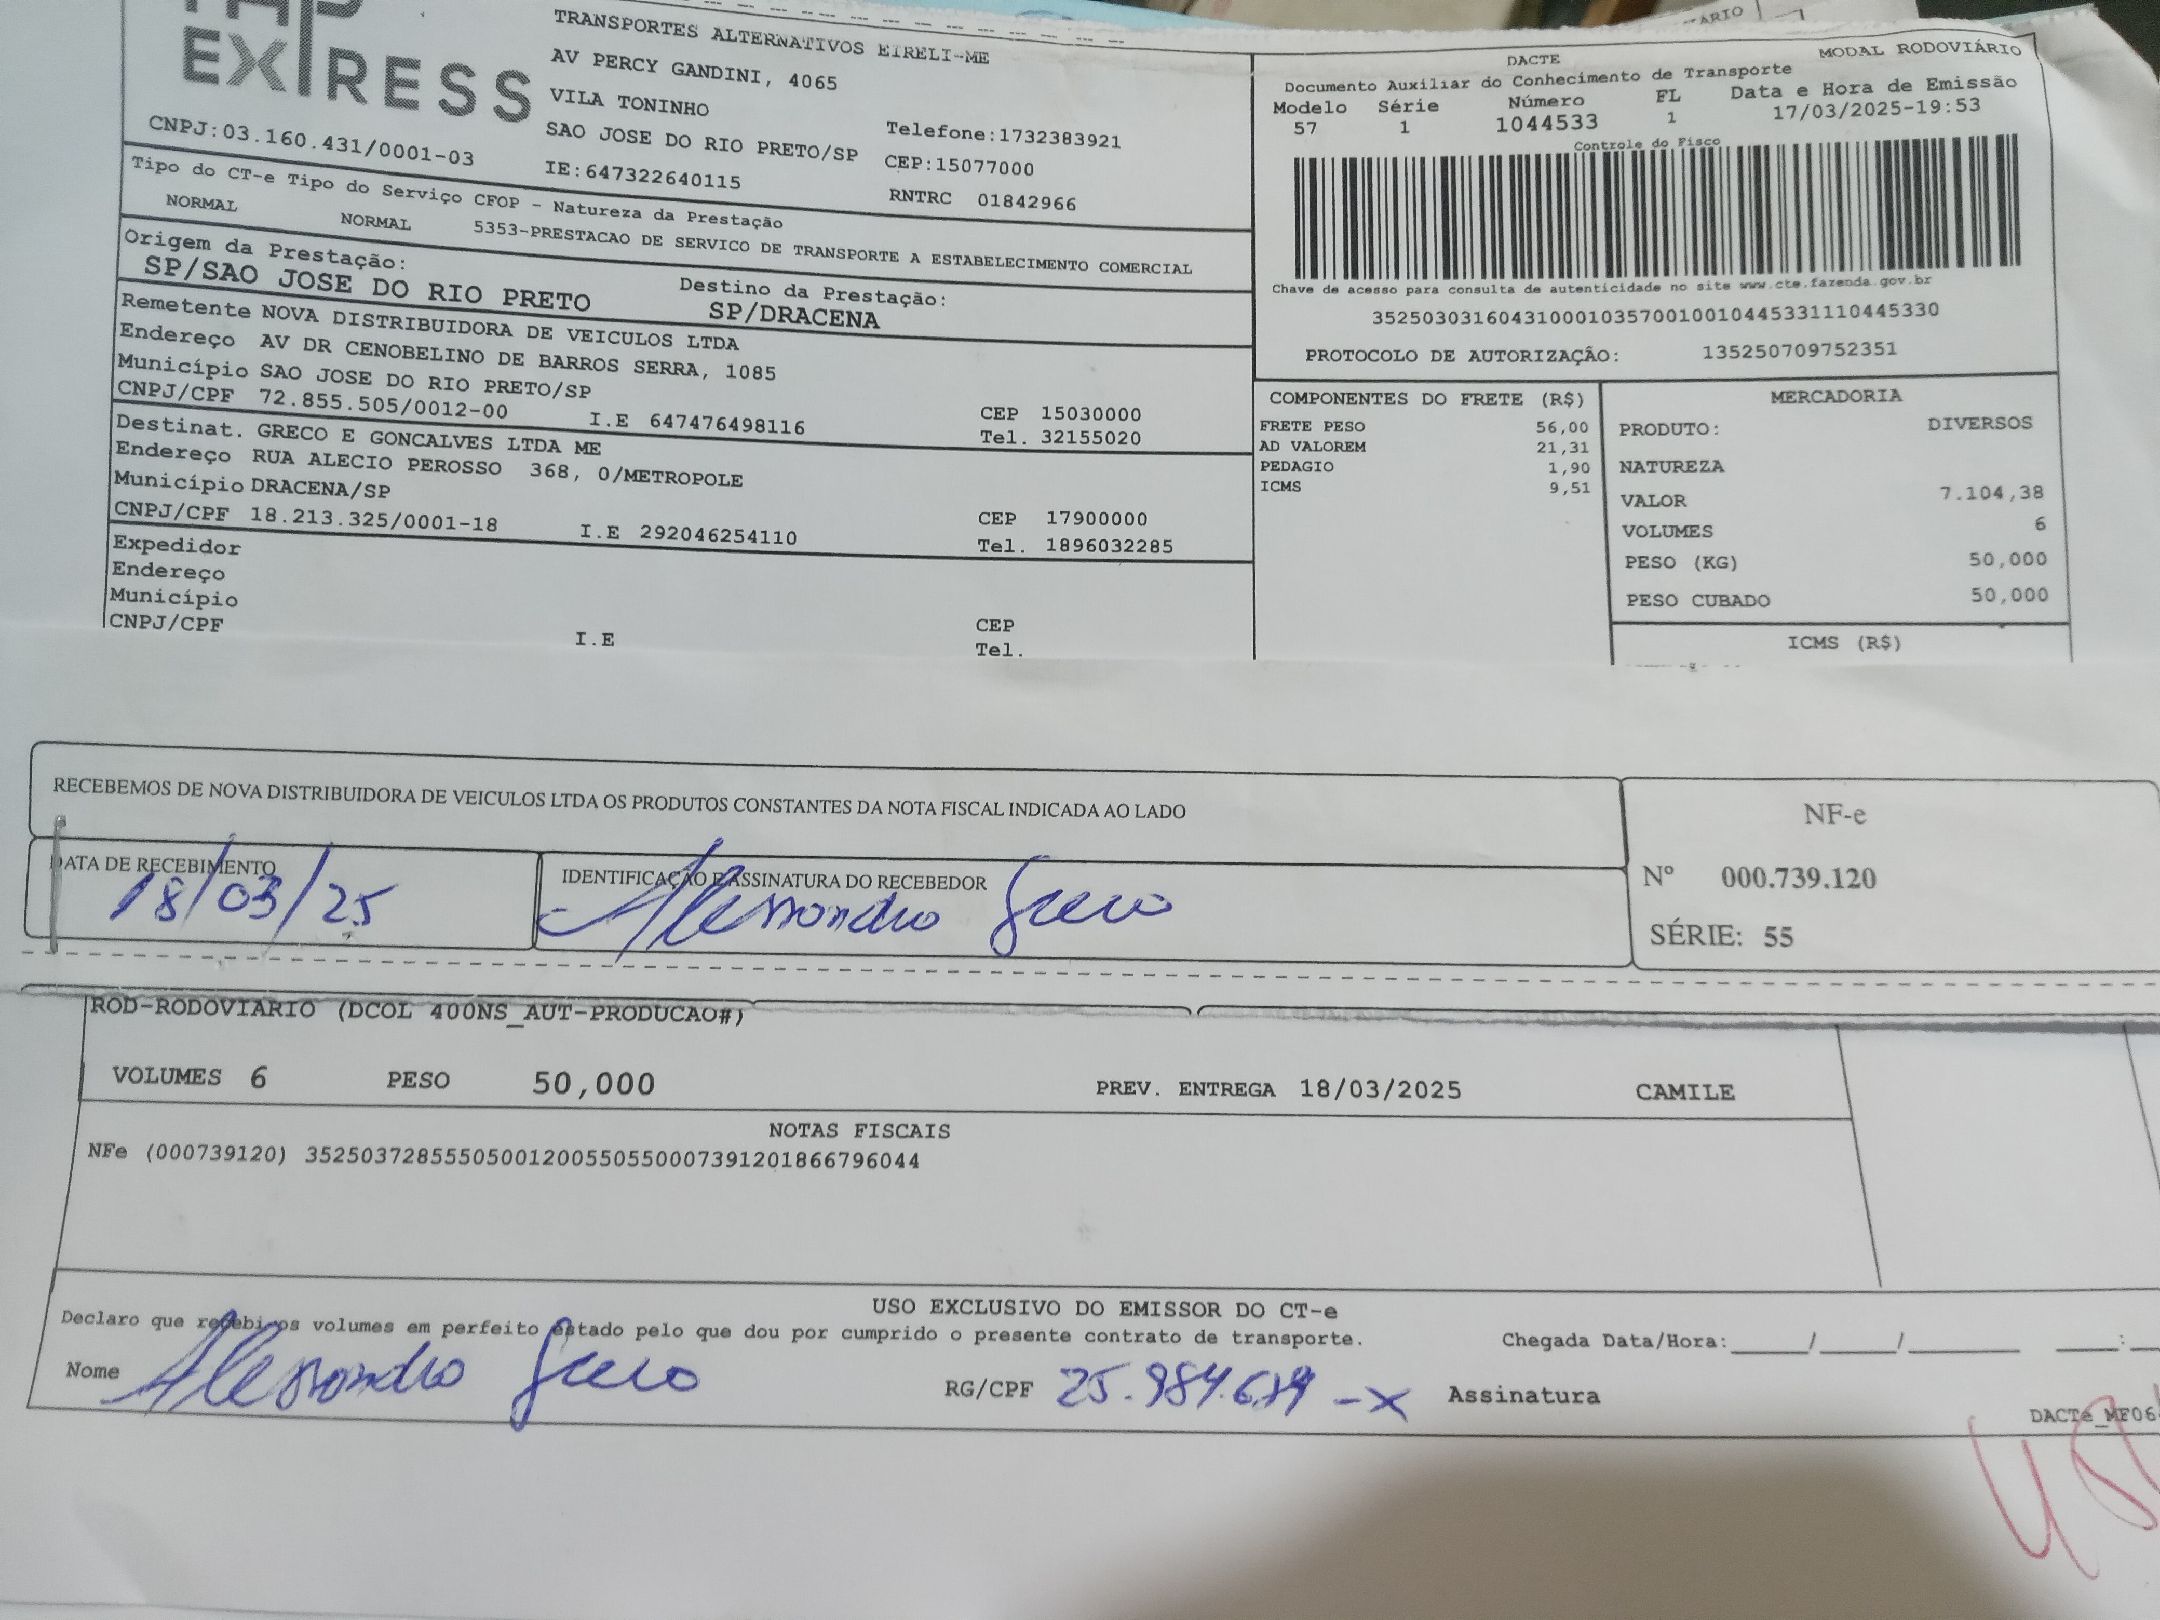 EXPRESS
TRANSPORTES ALTERNATIVOS EIRELI-ME
AV PERCY GANDINI, 4065
VILA TONINHO
SAO JOSE DO RIO PRETO/SP
Telefone:1732383921
CNPJ:03.160.431/0001-03
IE:647322640115
CEP:15077000
RNTRC 01842966
DACTE
MODAL RODOVIÁRIO
Documento Auxiliar do Conhecimento de Transporte
Modelo Série Número FL Data e Hora de Emissão
57 1 1044533 1 17/03/2025-19:53
Controle do Fisco
Chave de acesso para consulta de autenticidade no site www.cte.fazenda.gov.br
35250303160431000103570010010445331110445330
PROTOCOLO DE AUTORIZAÇÃO: 135250709752351
Tipo do CT-e Tipo do Serviço CFOP - Natureza da Prestação
NORMAL NORMAL 5353-PRESTACAO DE SERVICO DE TRANSPORTE A ESTABELECIMENTO COMERCIAL
Origem da Prestação: Destino da Prestação:
SP/SAO JOSE DO RIO PRETO SP/DRACENA
Remetente NOVA DISTRIBUIDORA DE VEICULOS LTDA
Endereço AV DR CENOBELINO DE BARROS SERRA, 1085
Município SAO JOSE DO RIO PRETO/SP CEP 15030000
CNPJ/CPF 72.855.505/0012-00 I.E 647476498116 Tel. 32155020
Destinat. GRECO E GONCALVES LTDA ME
Endereço RUA ALECIO PEROSSO 368, 0/METROPOLE
Município DRACENA/SP CEP 17900000
CNPJ/CPF 18.213.325/0001-18 I.E 292046254110 Tel. 1896032285
Expedidor
Endereço
Município CEP
CNPJ/CPF I.E Tel.
COMPONENTES DO FRETE (R$)
FRETE PESO 56,00
AD VALOREM 21,31
PEDAGIO 1,90
ICMS 9,51
MERCADORIA
PRODUTO: DIVERSOS
NATUREZA
VALOR 7.104,38
VOLUMES 6
PESO (KG) 50,000
PESO CUBADO 50,000
ICMS (R$)
RECEBEMOS DE NOVA DISTRIBUIDORA DE VEICULOS LTDA OS PRODUTOS CONSTANTES DA NOTA FISCAL INDICADA AO LADO
NF-e
Nº 000.739.120
SÉRIE: 55
DATA DE RECEBIMENTO
18/03/25
IDENTIFICAÇÃO E ASSINATURA DO RECEBEDOR
Alessandro Greco
ROD-RODOVIARIO (DCOL 400NS_AUT-PRODUCAO#)
VOLUMES 6 PESO 50,000 PREV. ENTREGA 18/03/2025 CAMILE
NOTAS FISCAIS
NFe (000739120) 35250372855505001200550550007391201866796044
USO EXCLUSIVO DO EMISSOR DO CT-e
Declaro que recebi os volumes em perfeito estado pelo que dou por cumprido o presente contrato de transporte.
Chegada Data/Hora:_____/_____/_______ ____:
Nome Alessandro Greco RG/CPF Assinatura